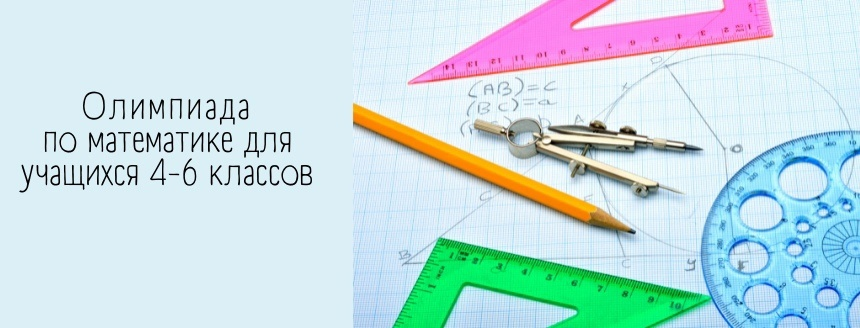 Олимпиада
по математике для
учащихся 4-6 классов
(AB)=c
(BC)=a